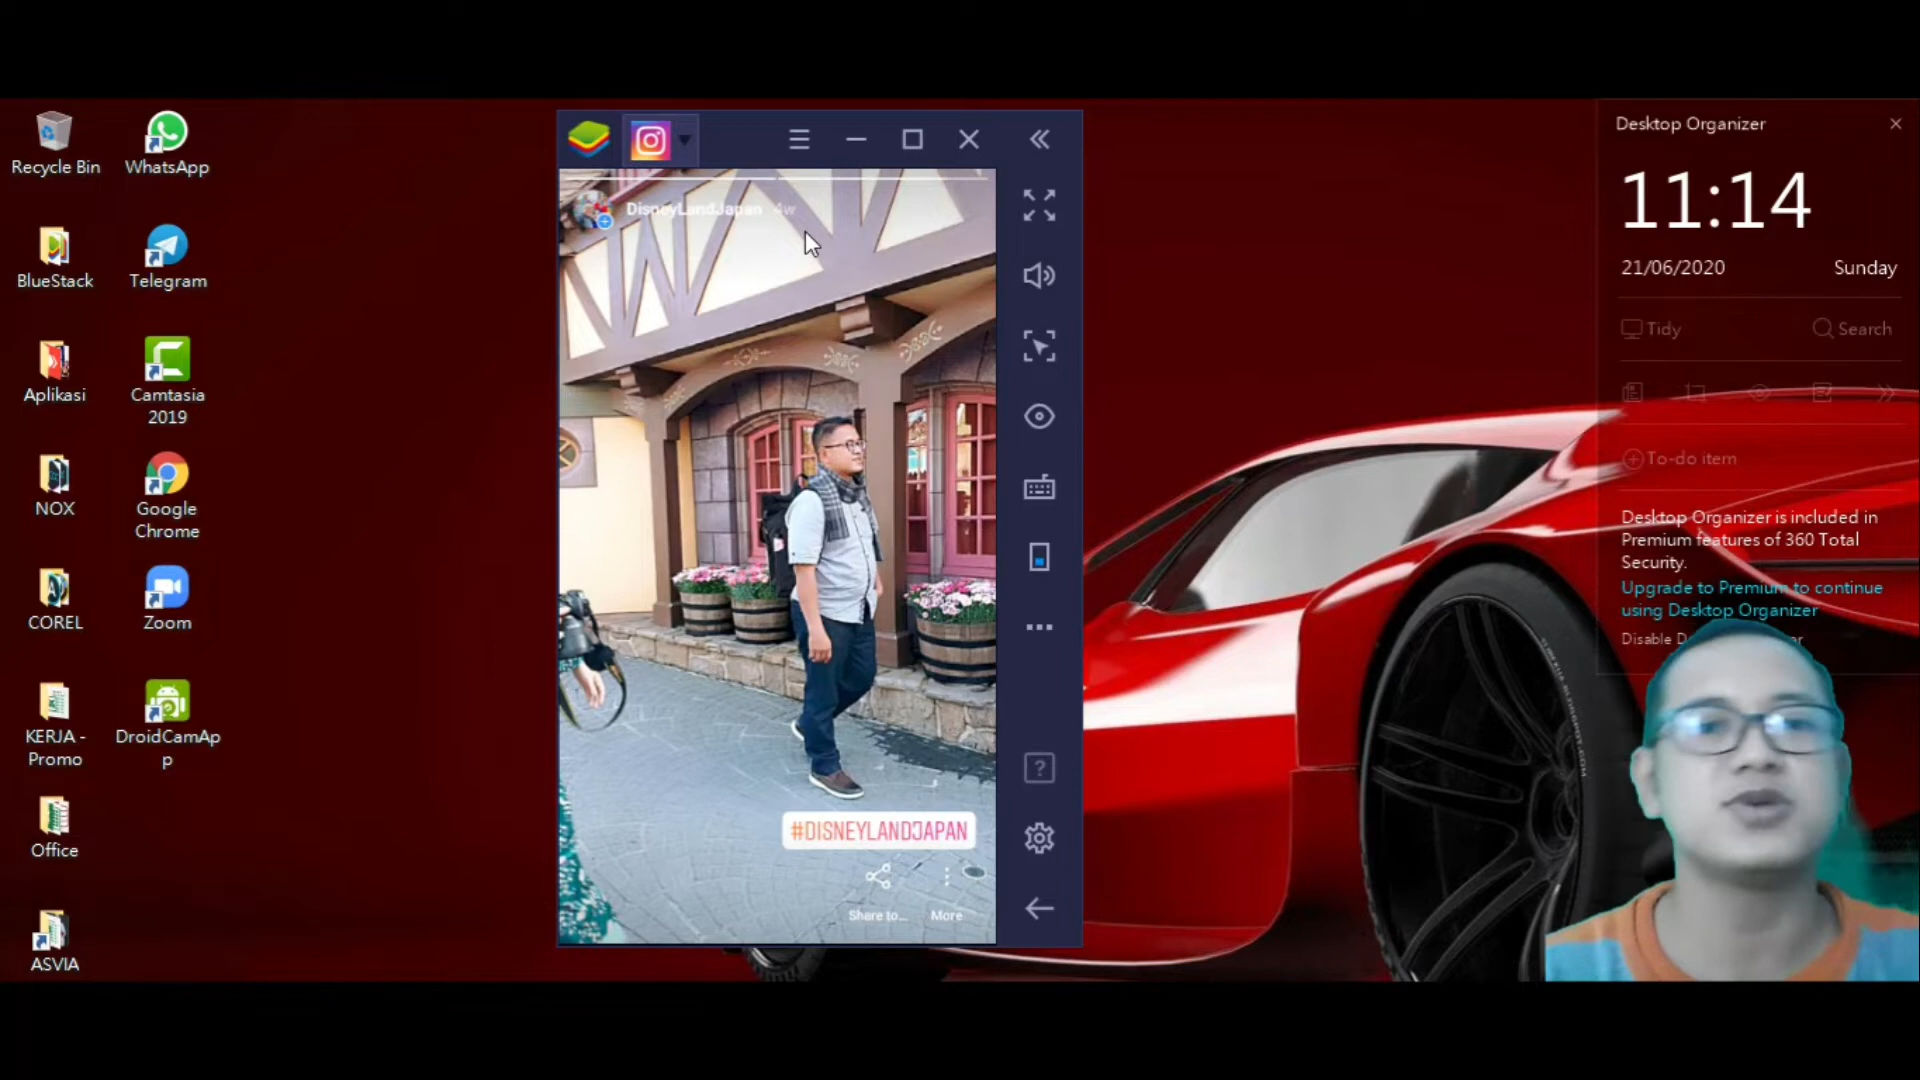 Recycle Bin
WhatsApp
BlueStack
Telegram
Aplikasi
Camtasia
2019
NOX
Google
Chrome
COREL
Zoom
KERJA -
Promo
DroidCamAp
p
Office
ASVIA
DisneyLandJapan 4w
#DISNEYLANDJAPAN
Share to...
More
Desktop Organizer
11:14
21/06/2020
Sunday
Tidy
Search
To-do item
Desktop Organizer is included in
Premium features of 360 Total
Security.
Upgrade to Premium to continue
using Desktop Organizer
Disable